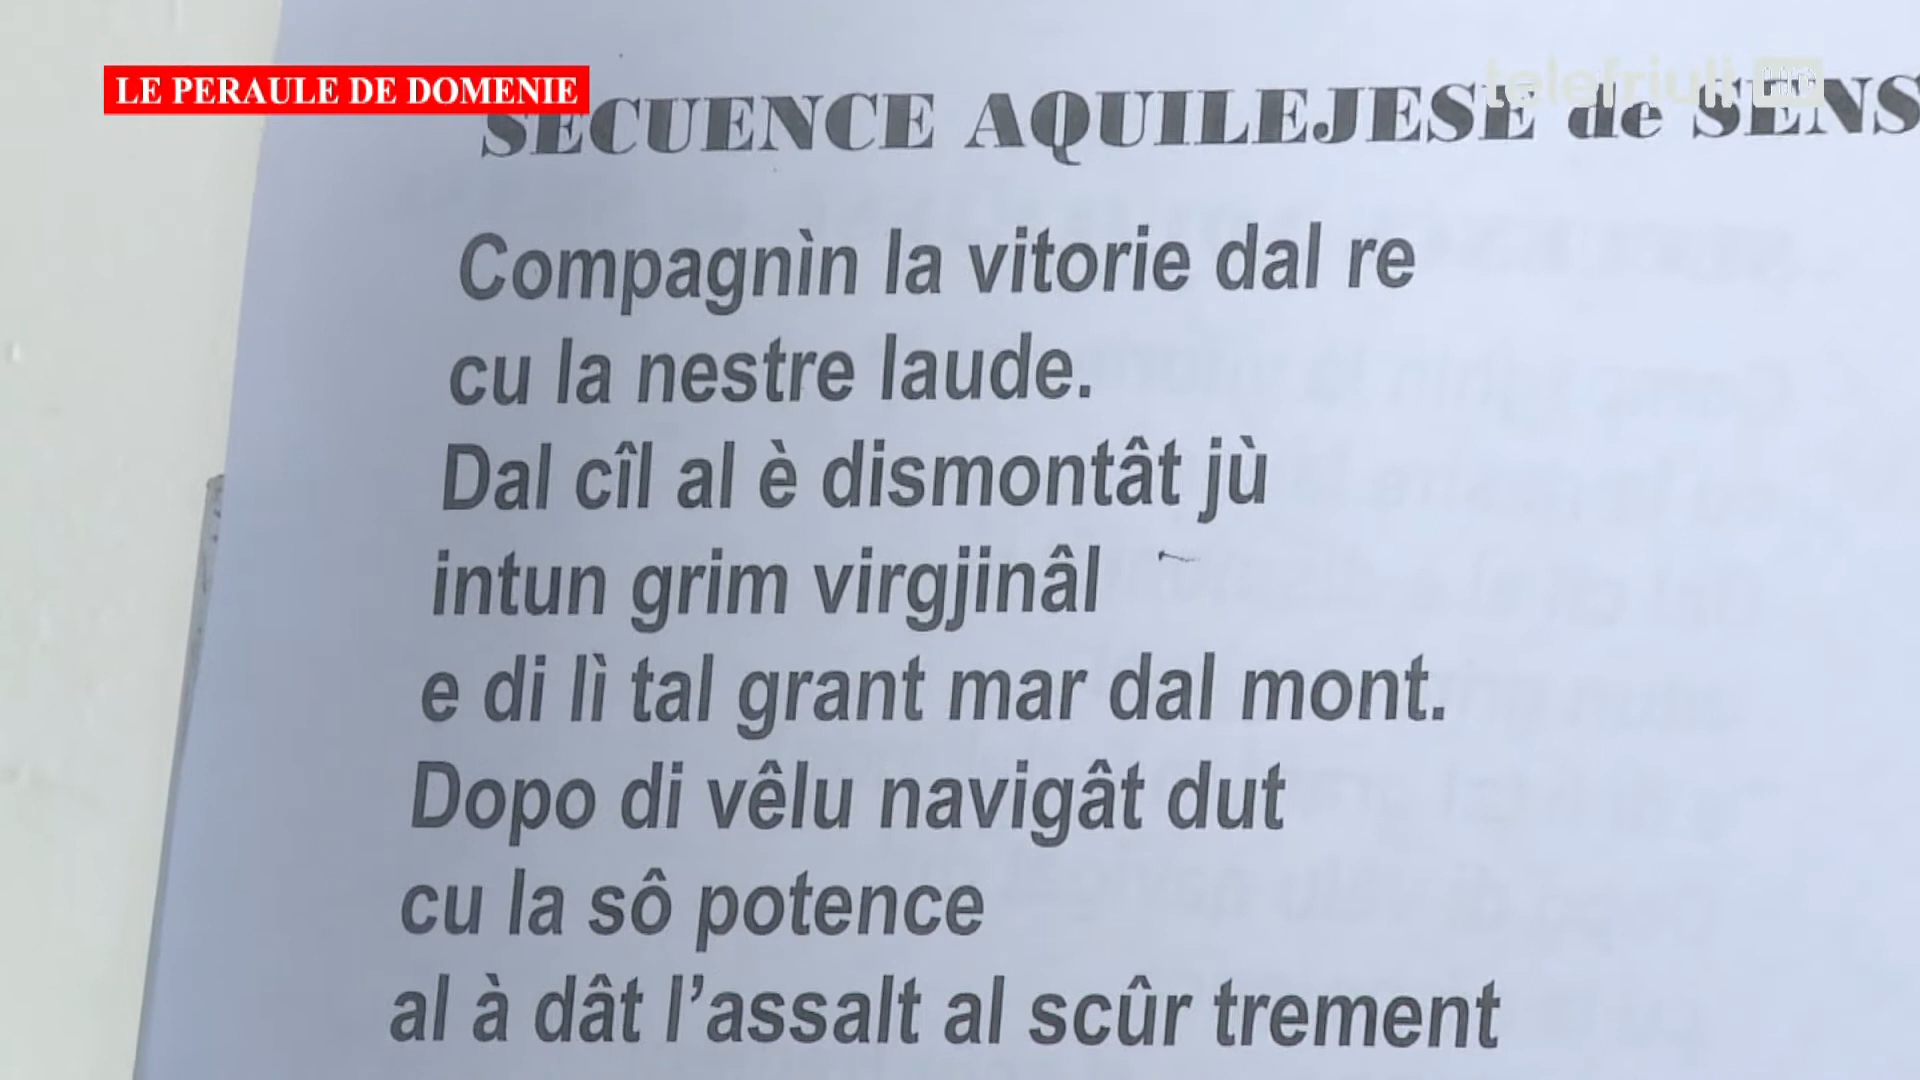 LE PERAULE DE DOMENIE
telefriuli HD
SECUENCE AQUILEJESE de SENS
Compagnìn la vitorie dal re
cu la nestre laude.
Dal cîl al è dismontât jù
intun grim virgjinâl
e di lì tal grant mar dal mont.
Dopo di vêlu navigât dut
cu la sô potence
al à dât l’assalt al scûr trement